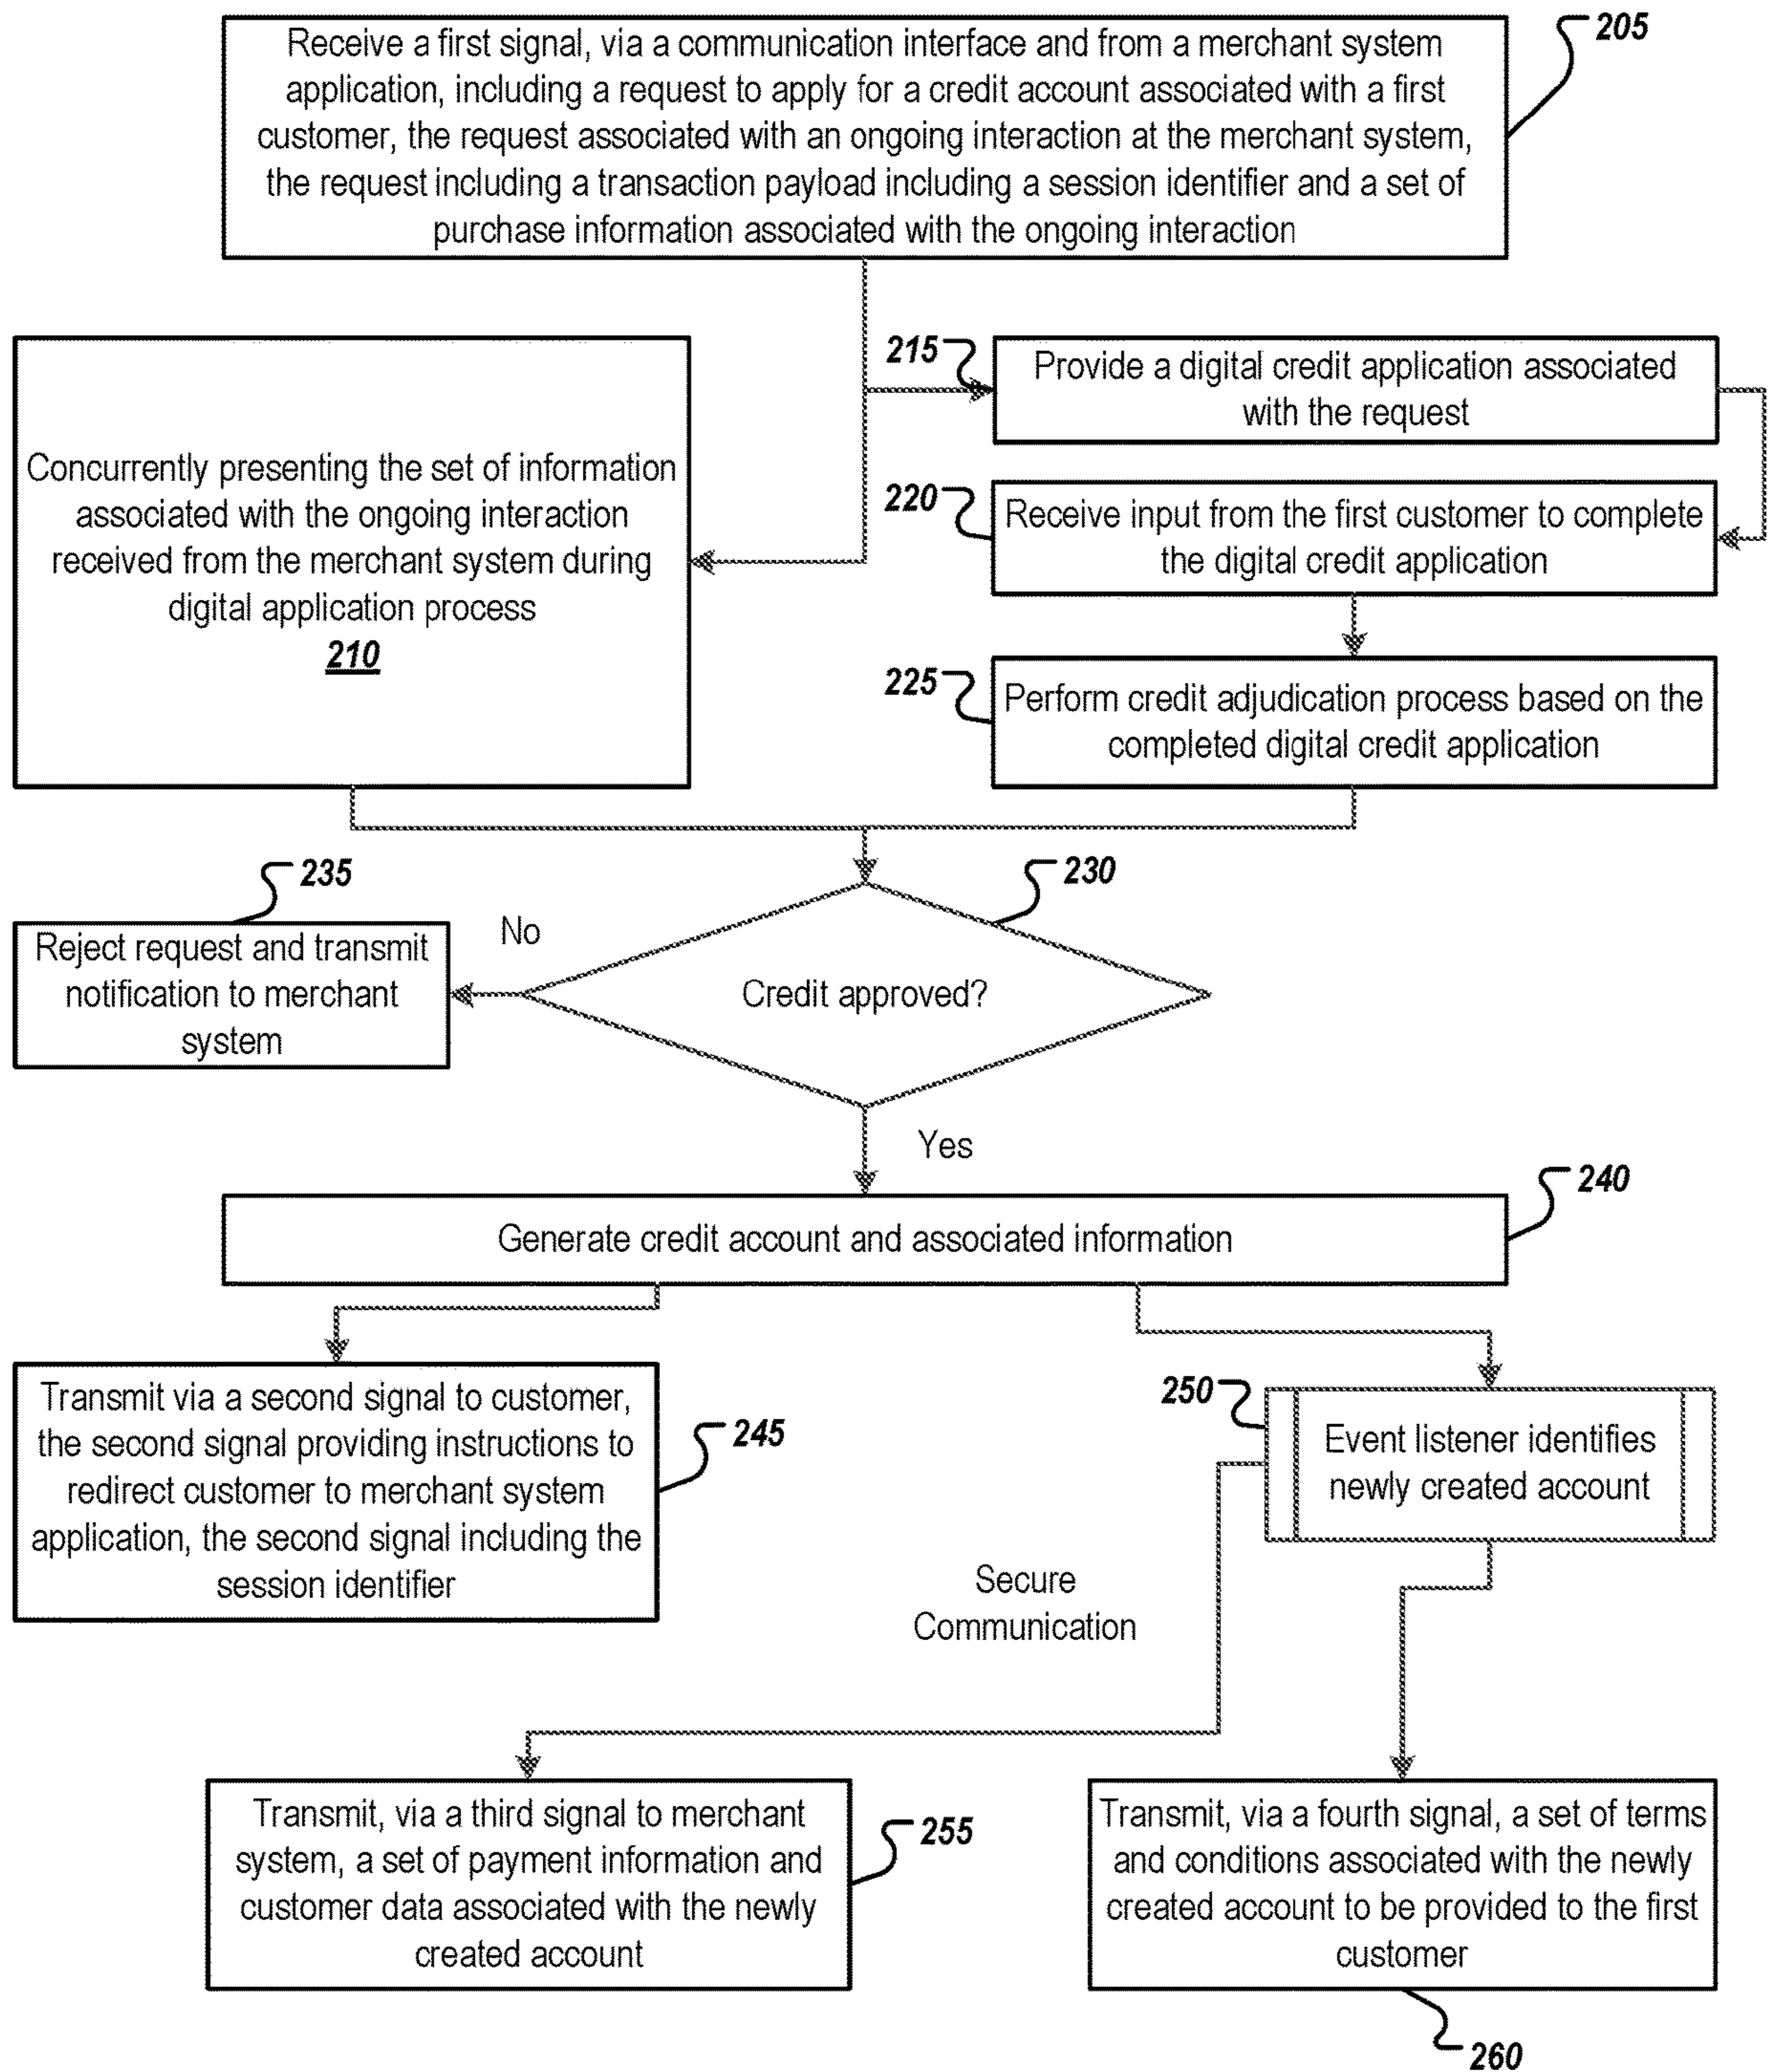 205
Receive a first signal, via a communication interface and from a merchant system
application, including a request to apply for a credit account associated with a first
customer, the request associated with an ongoing interaction at the merchant system,
the request including a transaction payload including a session identifier and a set of
purchase information associated with the ongoing interaction
215
Provide a digital credit application associated
with the request
Concurrently presenting the set of information
associated with the ongoing interaction
received from the merchant system during
digital application process
210
220
Receive input from the first customer to complete
the digital credit application
225
Perform credit adjudication process based on the
completed digital credit application
235
230
No
Reject request and transmit
notification to merchant
system
Credit approved?
Yes
240
Generate credit account and associated information
Transmit via a second signal to customer,
the second signal providing instructions to
redirect customer to merchant system
application, the second signal including the
session identifier
245
250
Event listener identifies
newly created account
Secure
Communication
Transmit, via a third signal to merchant
system, a set of payment information and
customer data associated with the newly
created account
255
Transmit, via a fourth signal, a set of terms
and conditions associated with the newly
created account to be provided to the first
customer
260